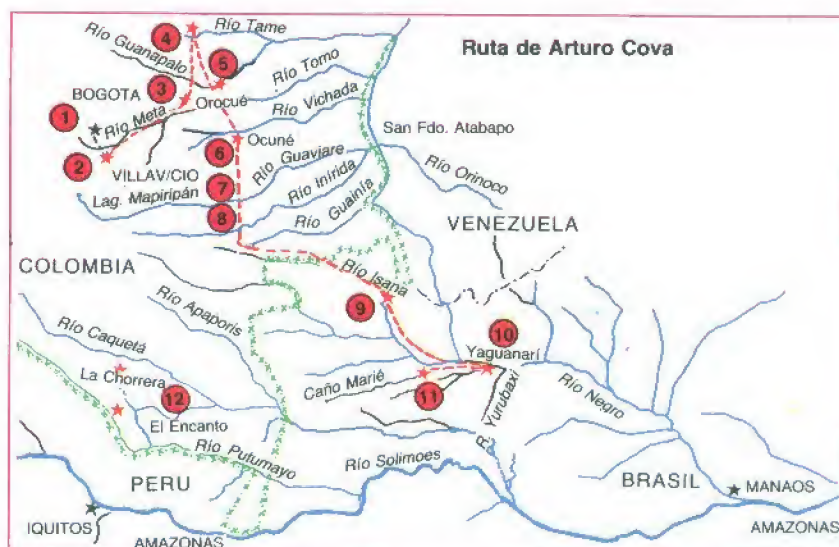 Ruta de Arturo Cova
Río Tame
4
Río Guanapalo
5
Río Tomo
3
BOGOTA
Orocué
Río Vichada
1
Río Meta
San Fdo. Atabapo
Ocuné
2
6
VILLAV/CIO
Río Guaviare
Río Orinoco
7
Río Inírida
Lag. Mapiripán
8
Río Guainía
VENEZUELA
COLOMBIA
Río Isana
Río Apaporis
9
10
Río Caquetá
Yaguanarí
La Chorrera
Caño Marié
12
11
Río Negro
El Encanto
R. Yurubaxí
Río Putumayo
Río Solimoes
PERU
BRASIL
MANAOS
IQUITOS
AMAZONAS
AMAZONAS